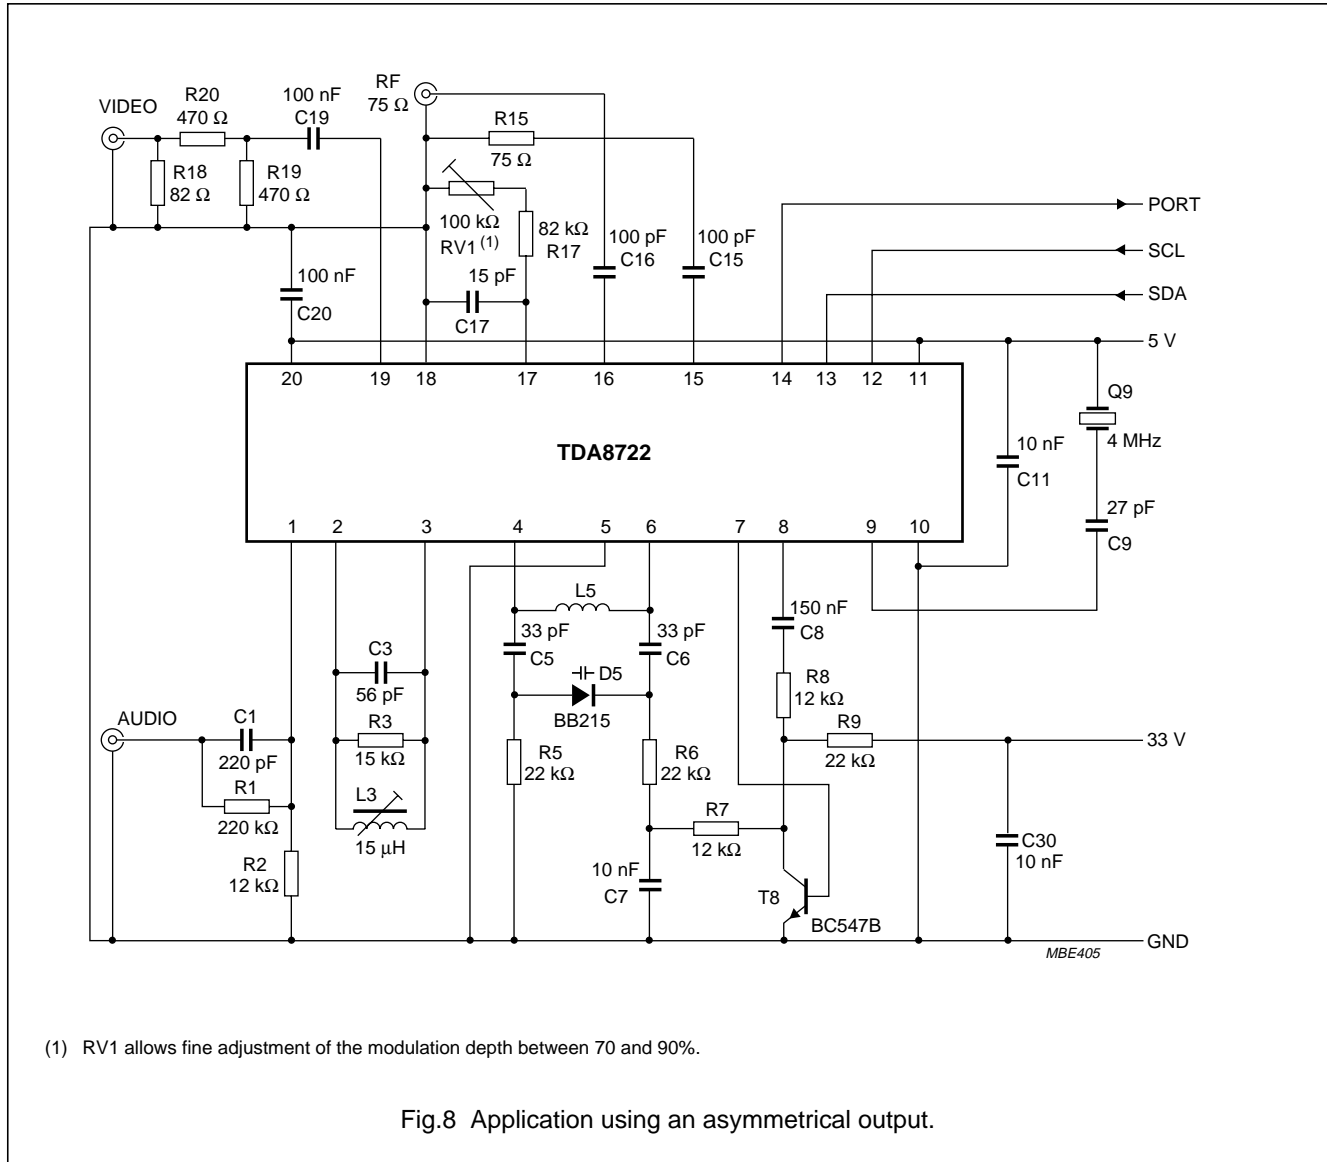 VIDEO
R20
470 Ω
100 nF
C19
RF
75 Ω
R15
75 Ω
R18
82 Ω
R19
470 Ω
100 kΩ
RV1 (1)
82 kΩ
R17
100 pF
C16
100 pF
C15
PORT
SCL
SDA
5 V
100 nF
C20
15 pF
C17
20 19 18 17 16 15 14 13 12 11
TDA8722
1 2 3 4 5 6 7 8 9 10
10 nF
C11
Q9
4 MHz
27 pF
C9
L5
33 pF
C5
33 pF
C6
150 nF
C8
C3
56 pF
D5
BB215
R8
12 kΩ
AUDIO
C1
220 pF
R1
220 kΩ
R2
12 kΩ
R3
15 kΩ
L3
15 μH
R5
22 kΩ
R6
22 kΩ
R9
22 kΩ
33 V
R7
12 kΩ
10 nF
C7
T8
BC547B
C30
10 nF
GND
MBE405
(1) RV1 allows fine adjustment of the modulation depth between 70 and 90%.
Fig.8 Application using an asymmetrical output.